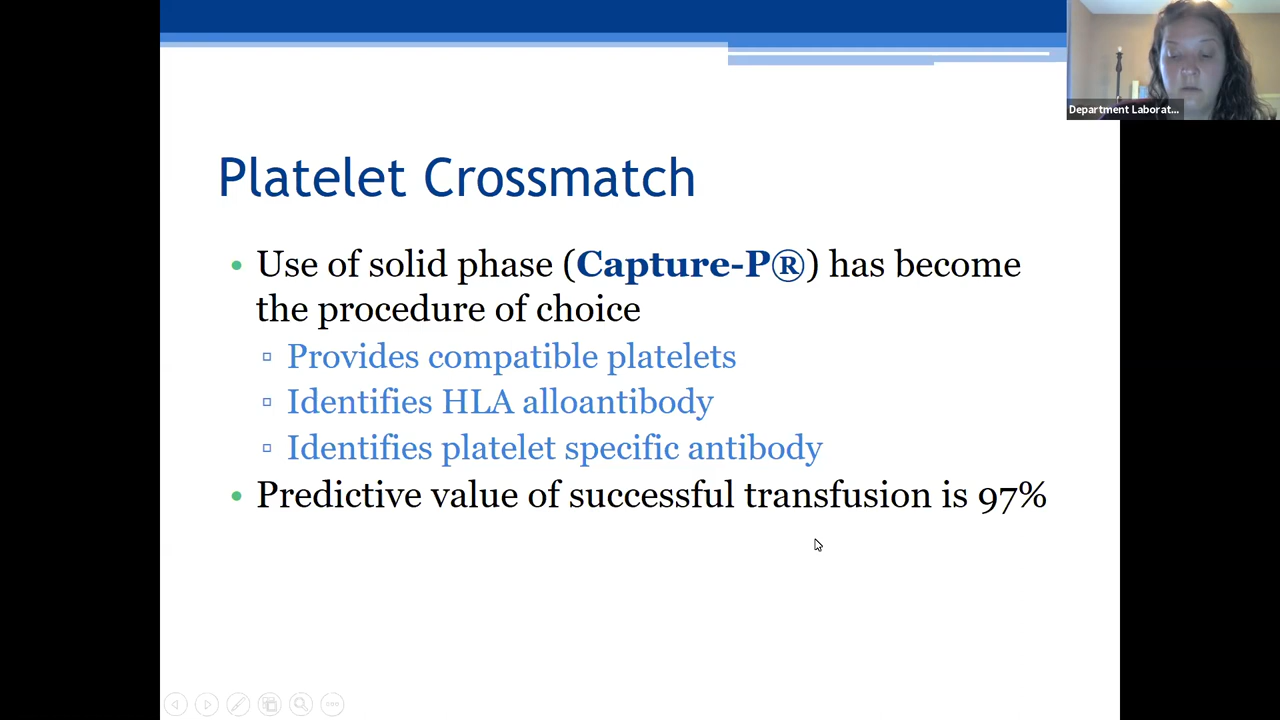 Department Laborat...
Platelet Crossmatch
• Use of solid phase (Capture-P®) has become
the procedure of choice
▫ Provides compatible platelets
▫ Identifies HLA alloantibody
▫ Identifies platelet specific antibody
• Predictive value of successful transfusion is 97%